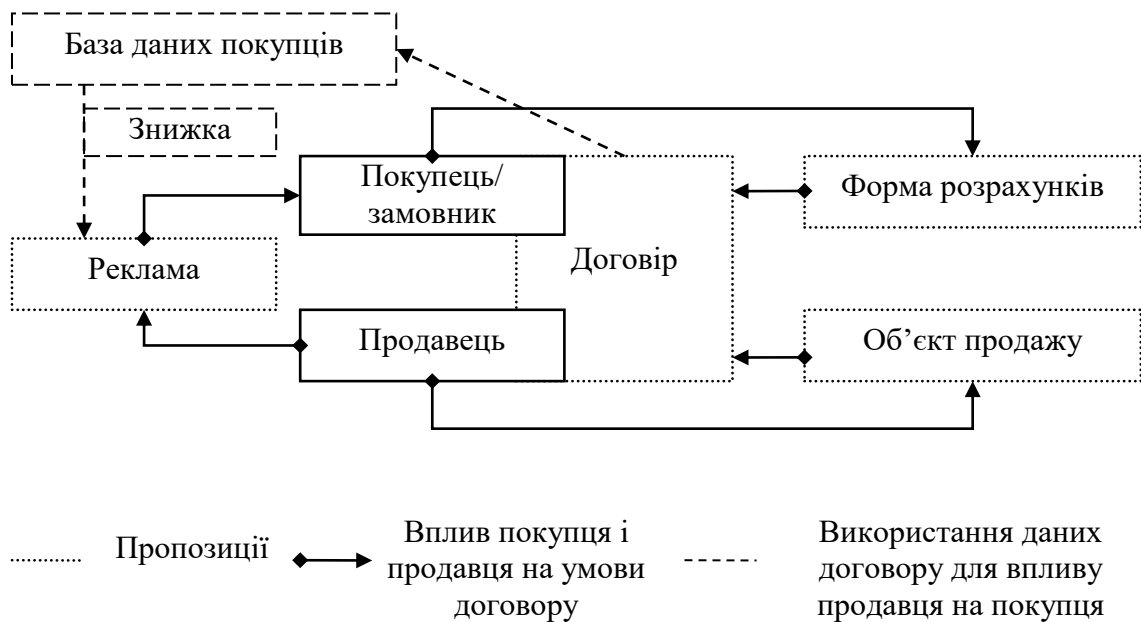 База даних покупців
Знижка
Покупець/
замовник
Форма розрахунків
Договір
Реклама
Продавець
Об’єкт продажу
Пропозиції
Вплив покупця і
продавця на умови
договору
Використання даних
договору для впливу
продавця на покупця